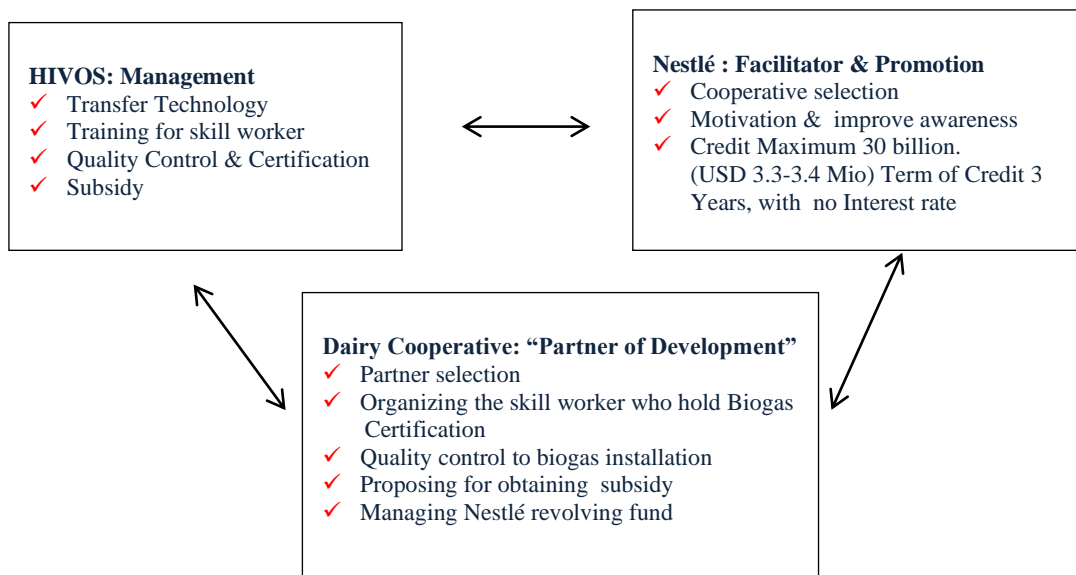 HIVOS: Management
✓ Transfer Technology
✓ Training for skill worker
✓ Quality Control & Certification
✓ Subsidy
Nestlé : Facilitator & Promotion
✓ Cooperative selection
✓ Motivation & improve awareness
✓ Credit Maximum 30 billion.
(USD 3.3-3.4 Mio) Term of Credit 3
Years, with no Interest rate
Dairy Cooperative: “Partner of Development”
✓ Partner selection
✓ Organizing the skill worker who hold Biogas
Certification
✓ Quality control to biogas installation
✓ Proposing for obtaining subsidy
✓ Managing Nestlé revolving fund